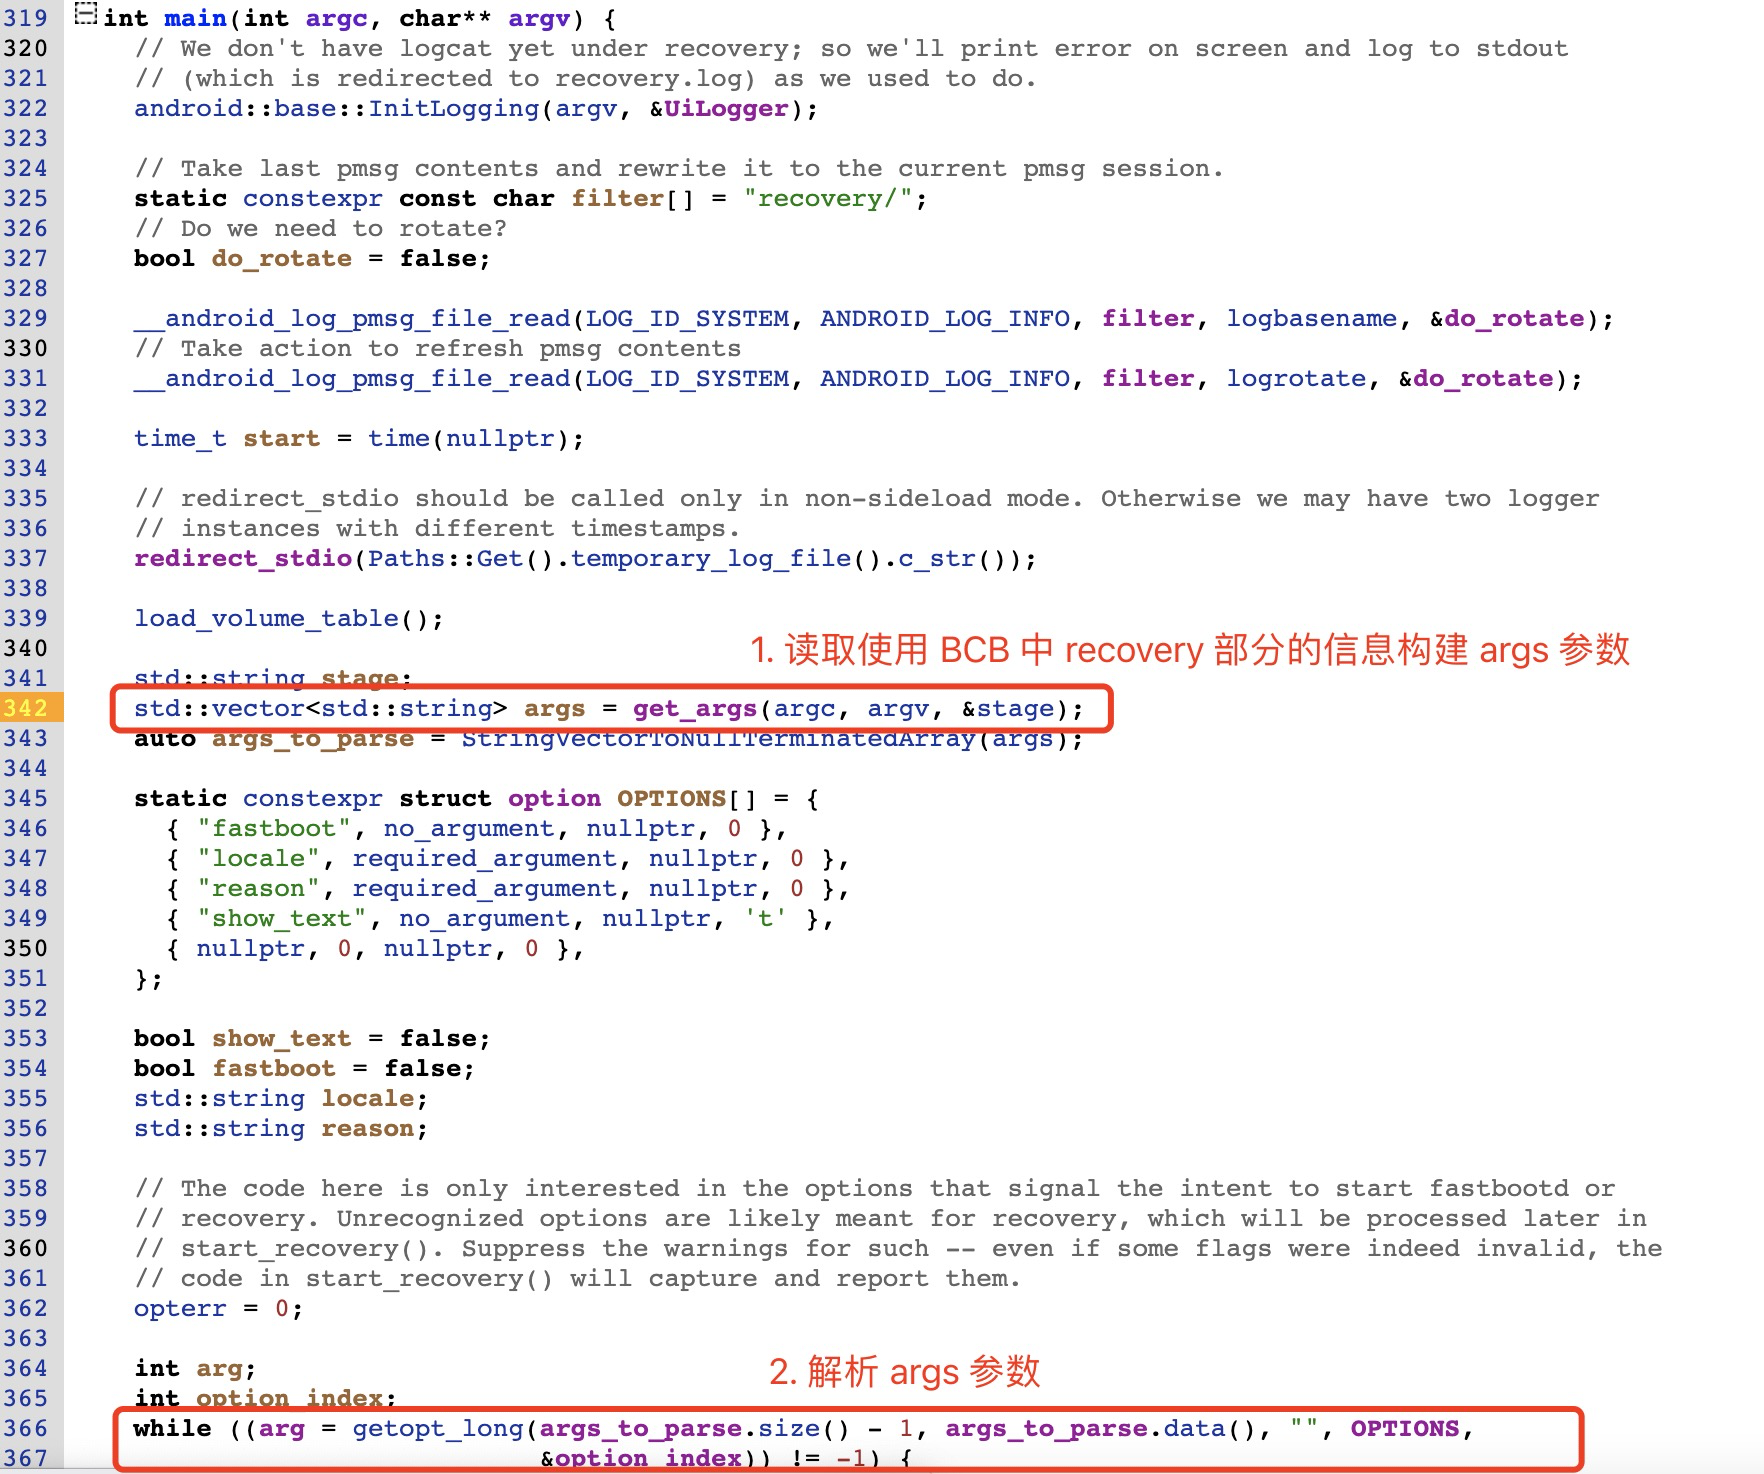 319 int main(int argc, char** argv) {
320 // We don't have logcat yet under recovery; so we'll print error on screen and log to stdout
321 // (which is redirected to recovery.log) as we used to do.
322 android::base::InitLogging(argv, &UiLogger);
323
324 // Take last pmsg contents and rewrite it to the current pmsg session.
325 static constexpr const char filter[] = "recovery/";
326 // Do we need to rotate?
327 bool do_rotate = false;
328
329 __android_log_pmsg_file_read(LOG_ID_SYSTEM, ANDROID_LOG_INFO, filter, logbasename, &do_rotate);
330 // Take action to refresh pmsg contents
331 __android_log_pmsg_file_read(LOG_ID_SYSTEM, ANDROID_LOG_INFO, filter, logrotate, &do_rotate);
332
333 time_t start = time(nullptr);
334
335 // redirect_stdio should be called only in non-sideload mode. Otherwise we may have two logger
336 // instances with different timestamps.
337 redirect_stdio(Paths::Get().temporary_log_file().c_str());
338
339 load_volume_table();
340
1. 读取使用 BCB 中 recovery 部分的信息构建 args 参数
341 std::string stage;
342 std::vector<std::string> args = get_args(argc, argv, &stage);
343 auto args_to_parse = StringVectorToNullTerminatedArray(args);
344
345 static constexpr struct option OPTIONS[] = {
346 { "fastboot", no_argument, nullptr, 0 },
347 { "locale", required_argument, nullptr, 0 },
348 { "reason", required_argument, nullptr, 0 },
349 { "show_text", no_argument, nullptr, 't' },
350 { nullptr, 0, nullptr, 0 },
351 };
352
353 bool show_text = false;
354 bool fastboot = false;
355 std::string locale;
356 std::string reason;
357
358 // The code here is only interested in the options that signal the intent to start fastbootd or
359 // recovery. Unrecognized options are likely meant for recovery, which will be processed later in
360 // start_recovery(). Suppress the warnings for such -- even if some flags were indeed invalid, the
361 // code in start_recovery() will capture and report them.
362 opterr = 0;
363
364 int arg;
2. 解析 args 参数
365 int option_index;
366 while ((arg = getopt_long(args_to_parse.size() - 1, args_to_parse.data(), "", OPTIONS,
367 &option_index)) != -1) {